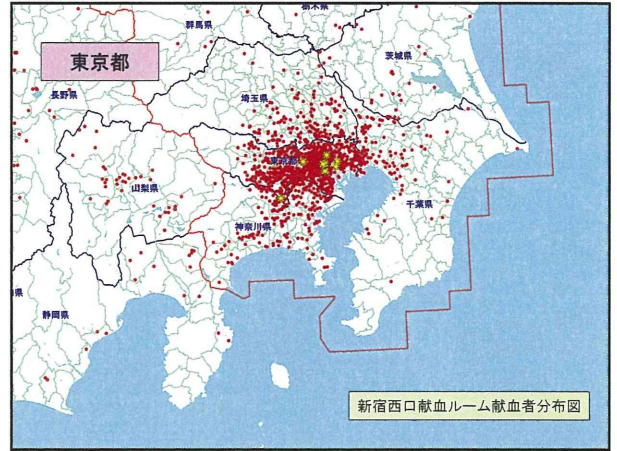 栃木県
群馬県
東京都
茨城県
長野県
埼玉県
東京都
山梨県
千葉県
神奈川県
県
静岡県
新宿西口献血ルーム献血者分布図